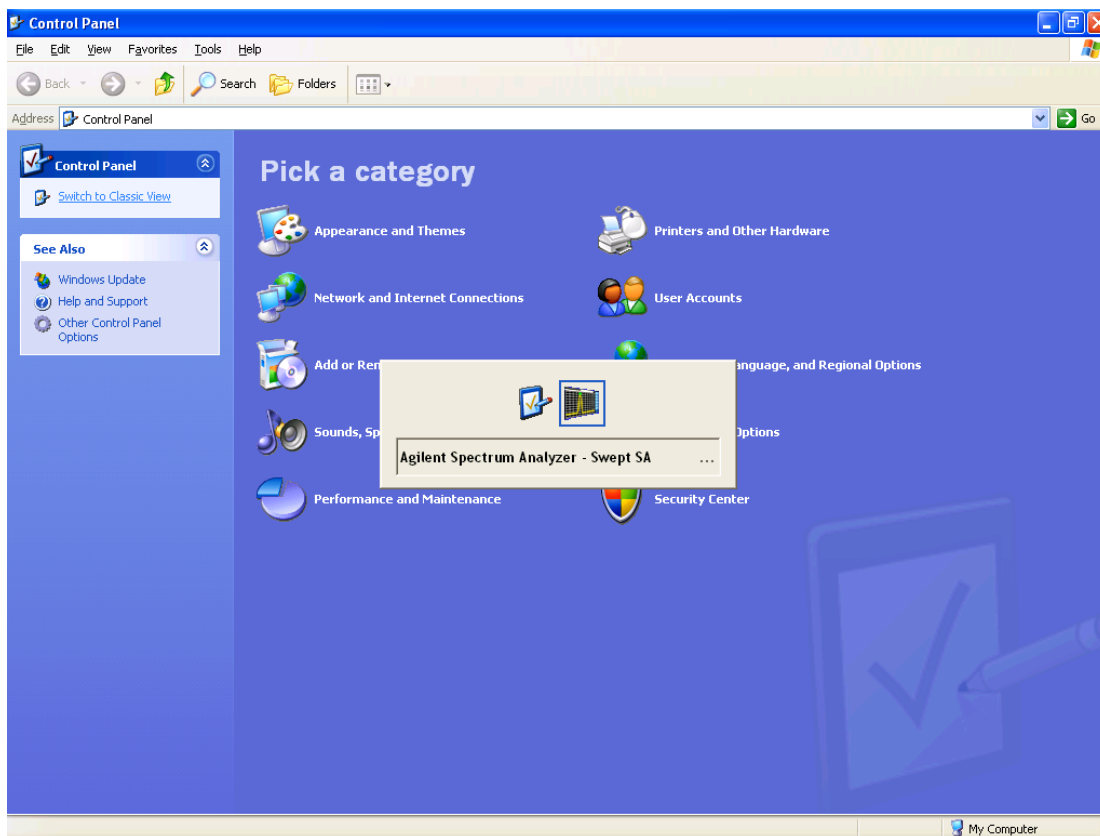 Control Panel
File Edit View Favorites Tools Help
Back Search Folders
Address Control Panel Go
Control Panel
Switch to Classic View
See Also
Windows Update
Help and Support
Other Control Panel
Options
Pick a category
Appearance and Themes
Printers and Other Hardware
Network and Internet Connections
User Accounts
Add or Rem
anguage, and Regional Options
Sounds, Sp
Options
Performance and Maintenance
Security Center
Agilent Spectrum Analyzer - Swept SA ...
My Computer